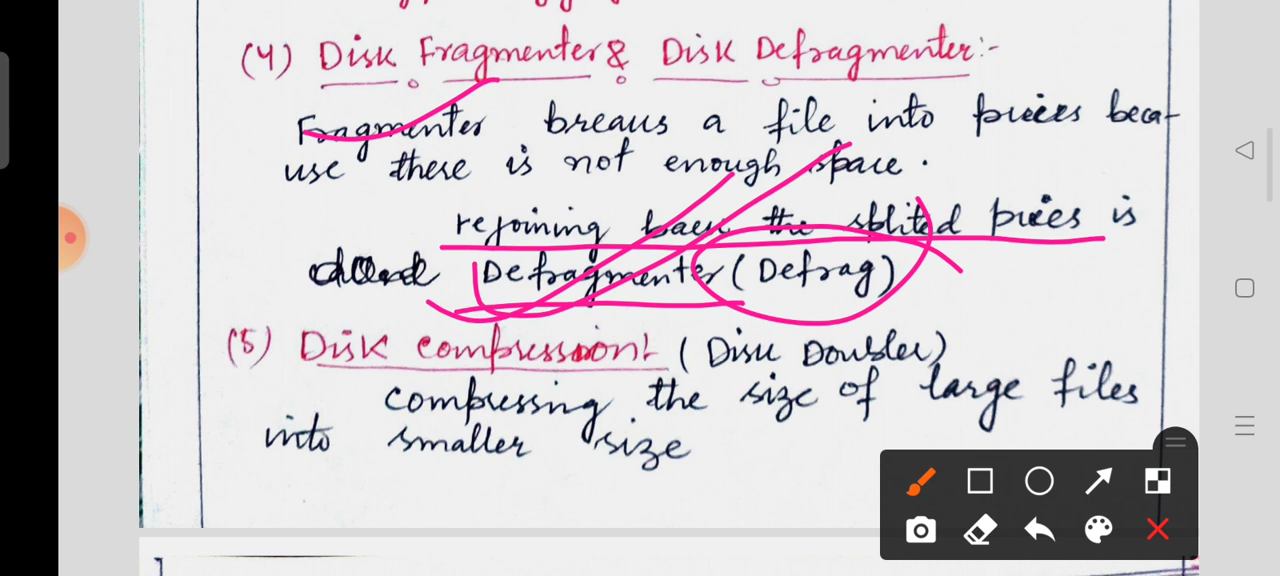 (4) Disk Fragmenter & Disk Defragmenter:-
Fragmenter breaks a file into pieces beca-
use there is not enough space.
rejoining back the splited pieces is
Defragmenter (Defrag)
(5) Disk compression:- (Disk Doubler)
compressing the size of large files
into smaller size